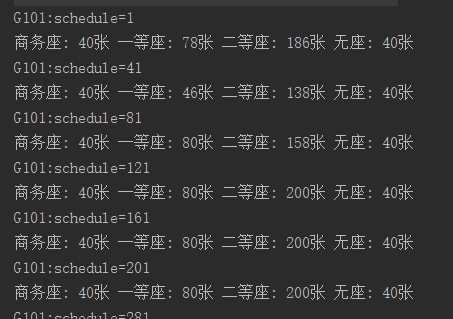 G101:schedule=1
商务座: 40张 一等座: 78张 二等座: 186张 无座: 40张
G101:schedule=41
商务座: 40张 一等座: 46张 二等座: 138张 无座: 40张
G101:schedule=81
商务座: 40张 一等座: 80张 二等座: 158张 无座: 40张
G101:schedule=121
商务座: 40张 一等座: 80张 二等座: 200张 无座: 40张
G101:schedule=161
商务座: 40张 一等座: 80张 二等座: 200张 无座: 40张
G101:schedule=201
商务座: 40张 一等座: 80张 二等座: 200张 无座: 40张
G101:schedule=281